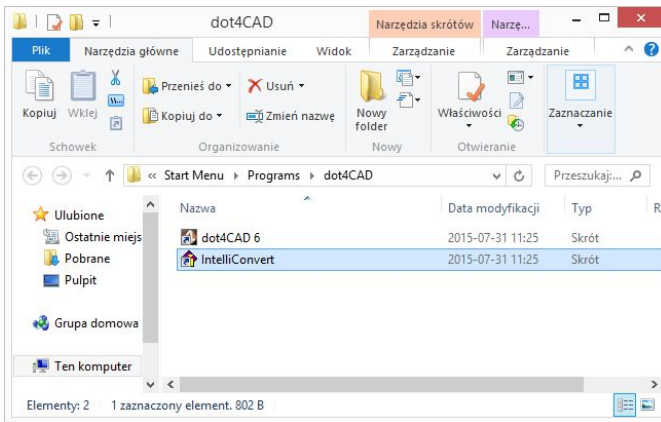 dot4CAD
Narzędzia skrótów
Narzę...
Plik
Narzędzia główne
Udostępnianie
Widok
Zarządzanie
Zarządzanie
Kopiuj
Wklej
Przenieś do
Kopiuj do
Usuń
Zmień nazwę
Nowy
folder
Właściwości
Zaznaczanie
Schowek
Organizowanie
Nowy
Otwieranie
« Start Menu Programs dot4CAD
Przeszukaj:...
Ulubione
Ostatnie miejs
Pobrane
Pulpit
Grupa domowa
Ten komputer
Nazwa
Data modyfikacji
Typ
R
dot4CAD 6
2015-07-31 11:25
Skrót
IntelliConvert
2015-07-31 11:25
Skrót
Elementy: 2
1 zaznaczony element. 802 B